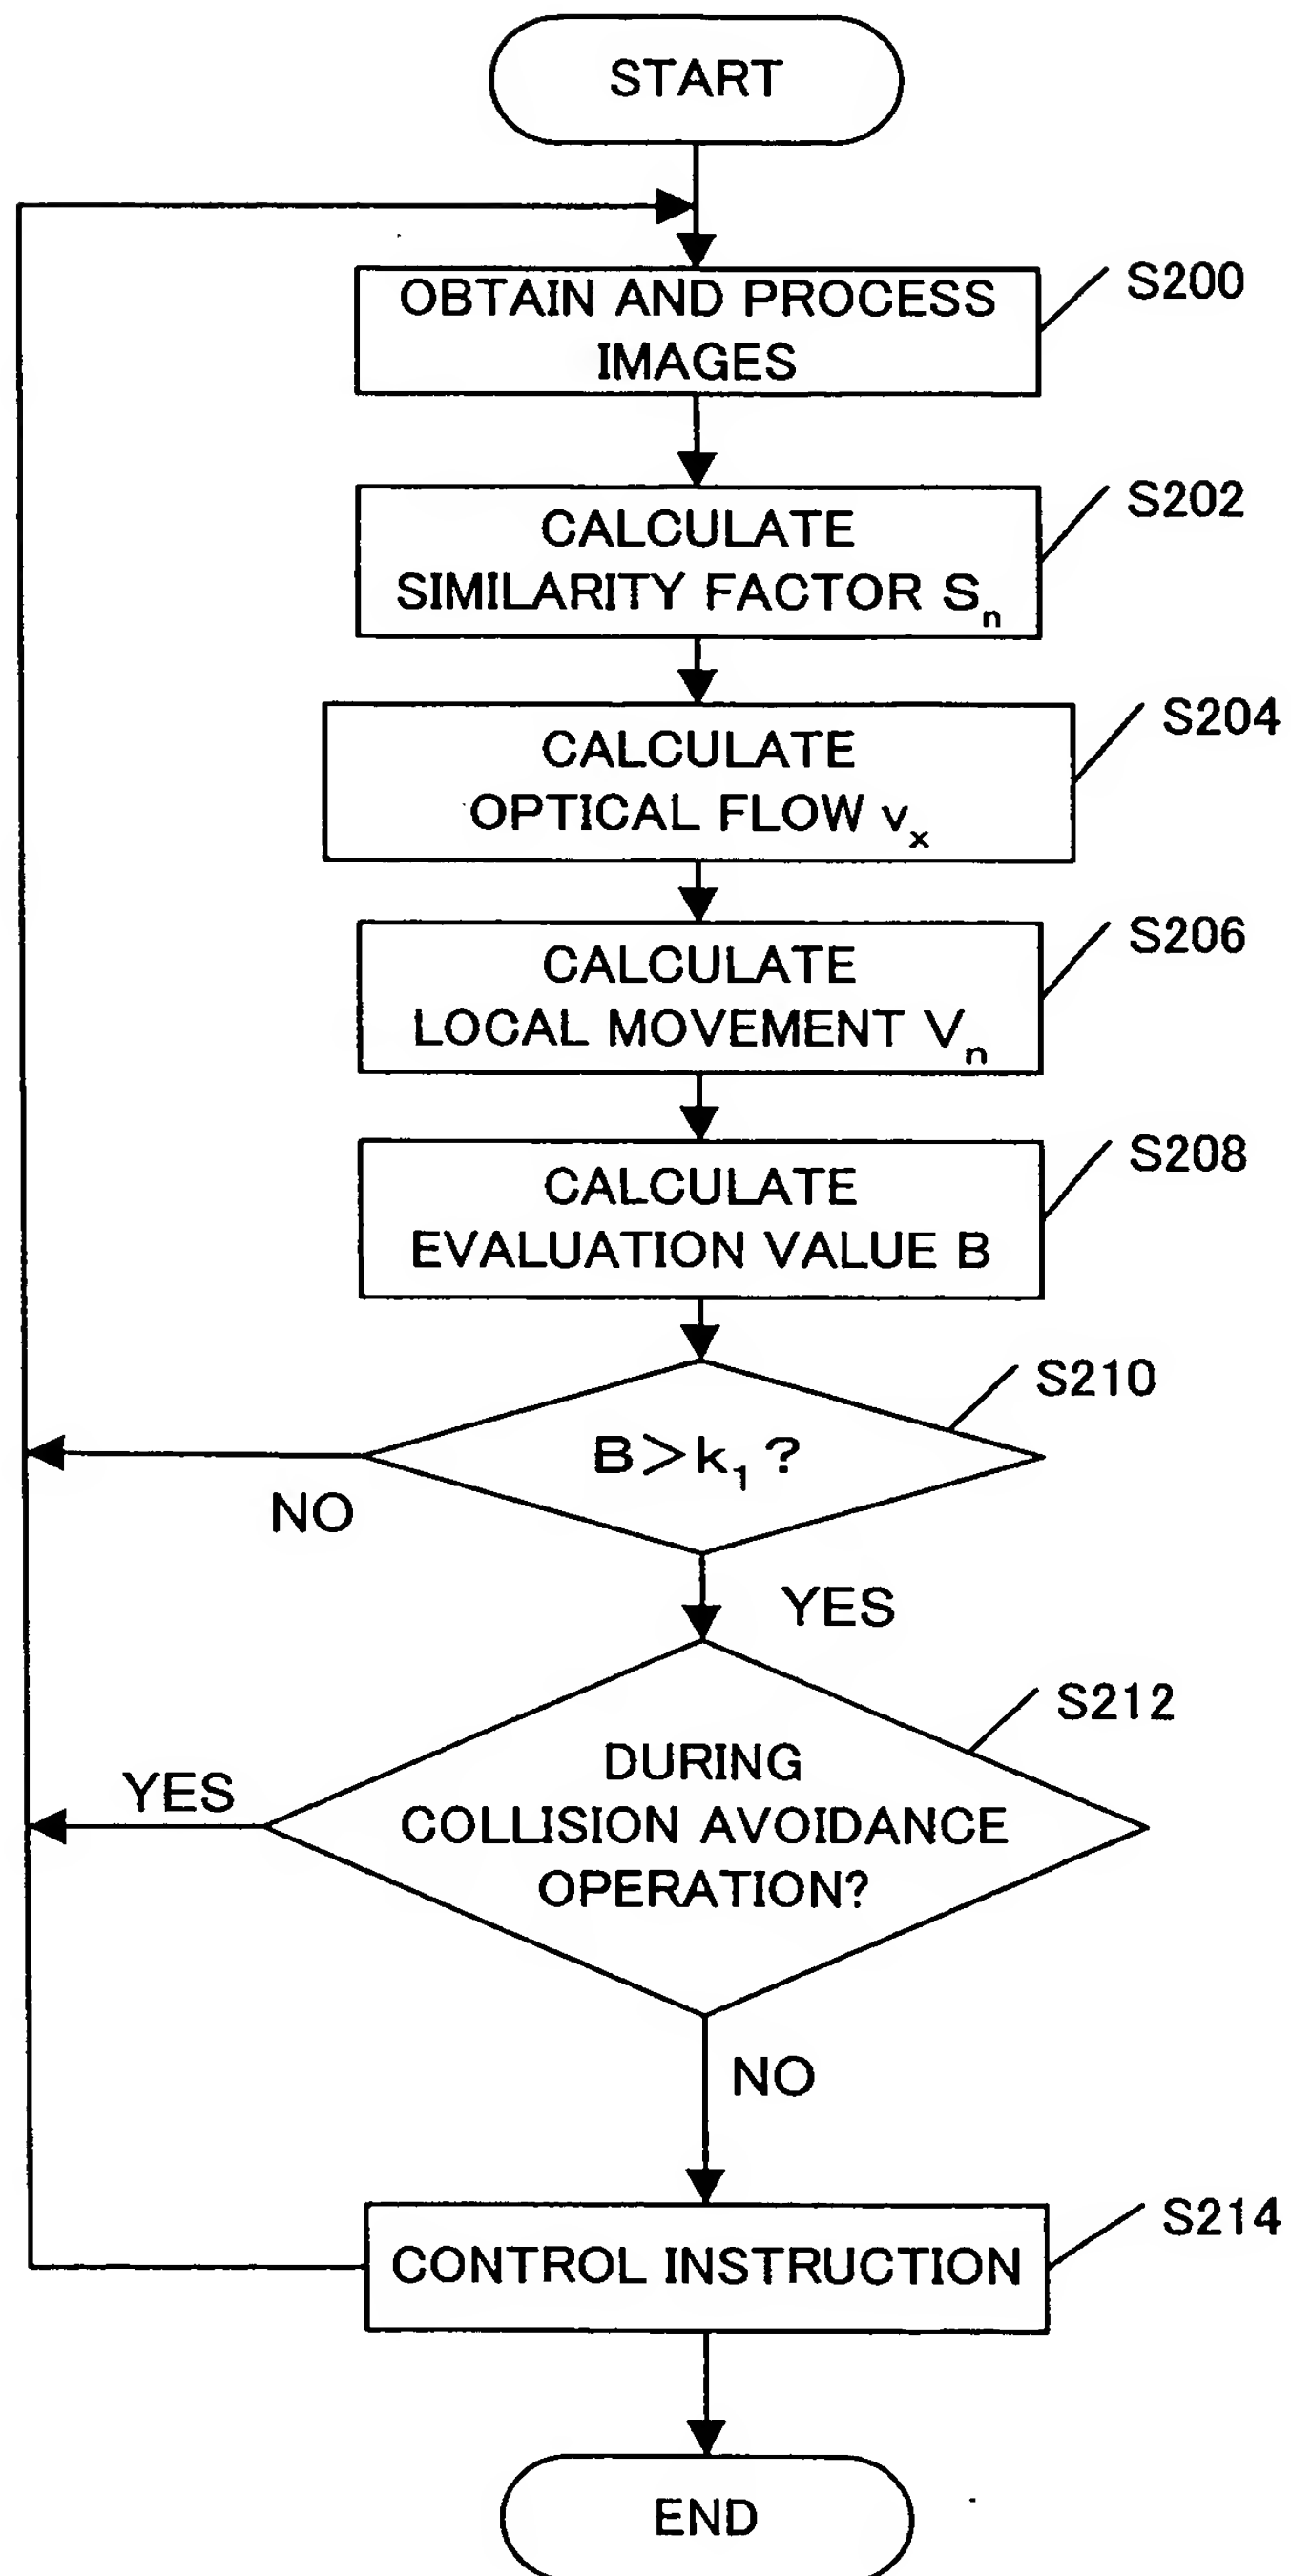 START
OBTAIN AND PROCESS
IMAGES
S200
CALCULATE
SIMILARITY FACTOR Sₙ
S202
CALCULATE
OPTICAL FLOW vₓ
S204
CALCULATE
LOCAL MOVEMENT Vₙ
S206
CALCULATE
EVALUATION VALUE B
S208
B>k₁?
S210
NO
YES
DURING
COLLISION AVOIDANCE
OPERATION?
S212
YES
NO
CONTROL INSTRUCTION
S214
END